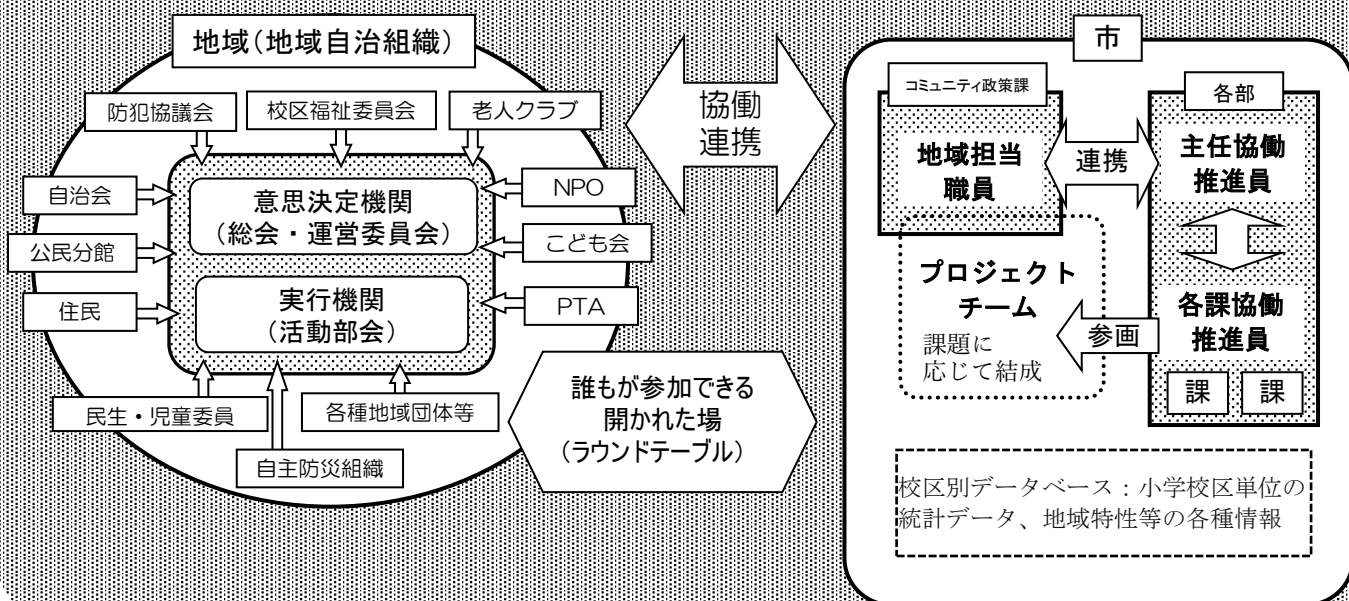 地域(地域自治組織)
防犯協議会
校区福祉委員会
老人クラブ
自治会
公民分館
住民
意思決定機関
(総会・運営委員会)
実行機関
(活動部会)
NPO
こども会
PTA
民生・児童委員
自主防災組織
各種地域団体等
協働
連携
誰もが参加できる
開かれた場
(ラウンドテーブル)
市
コミュニティ政策課
地域担当
職員
連携
各部
主任協働
推進員
プロジェクト
チーム
課題に
応じて結成
参画
各課協働
推進員
課
課
校区別データベース:小学校区単位の
統計データ、地域特性等の各種情報